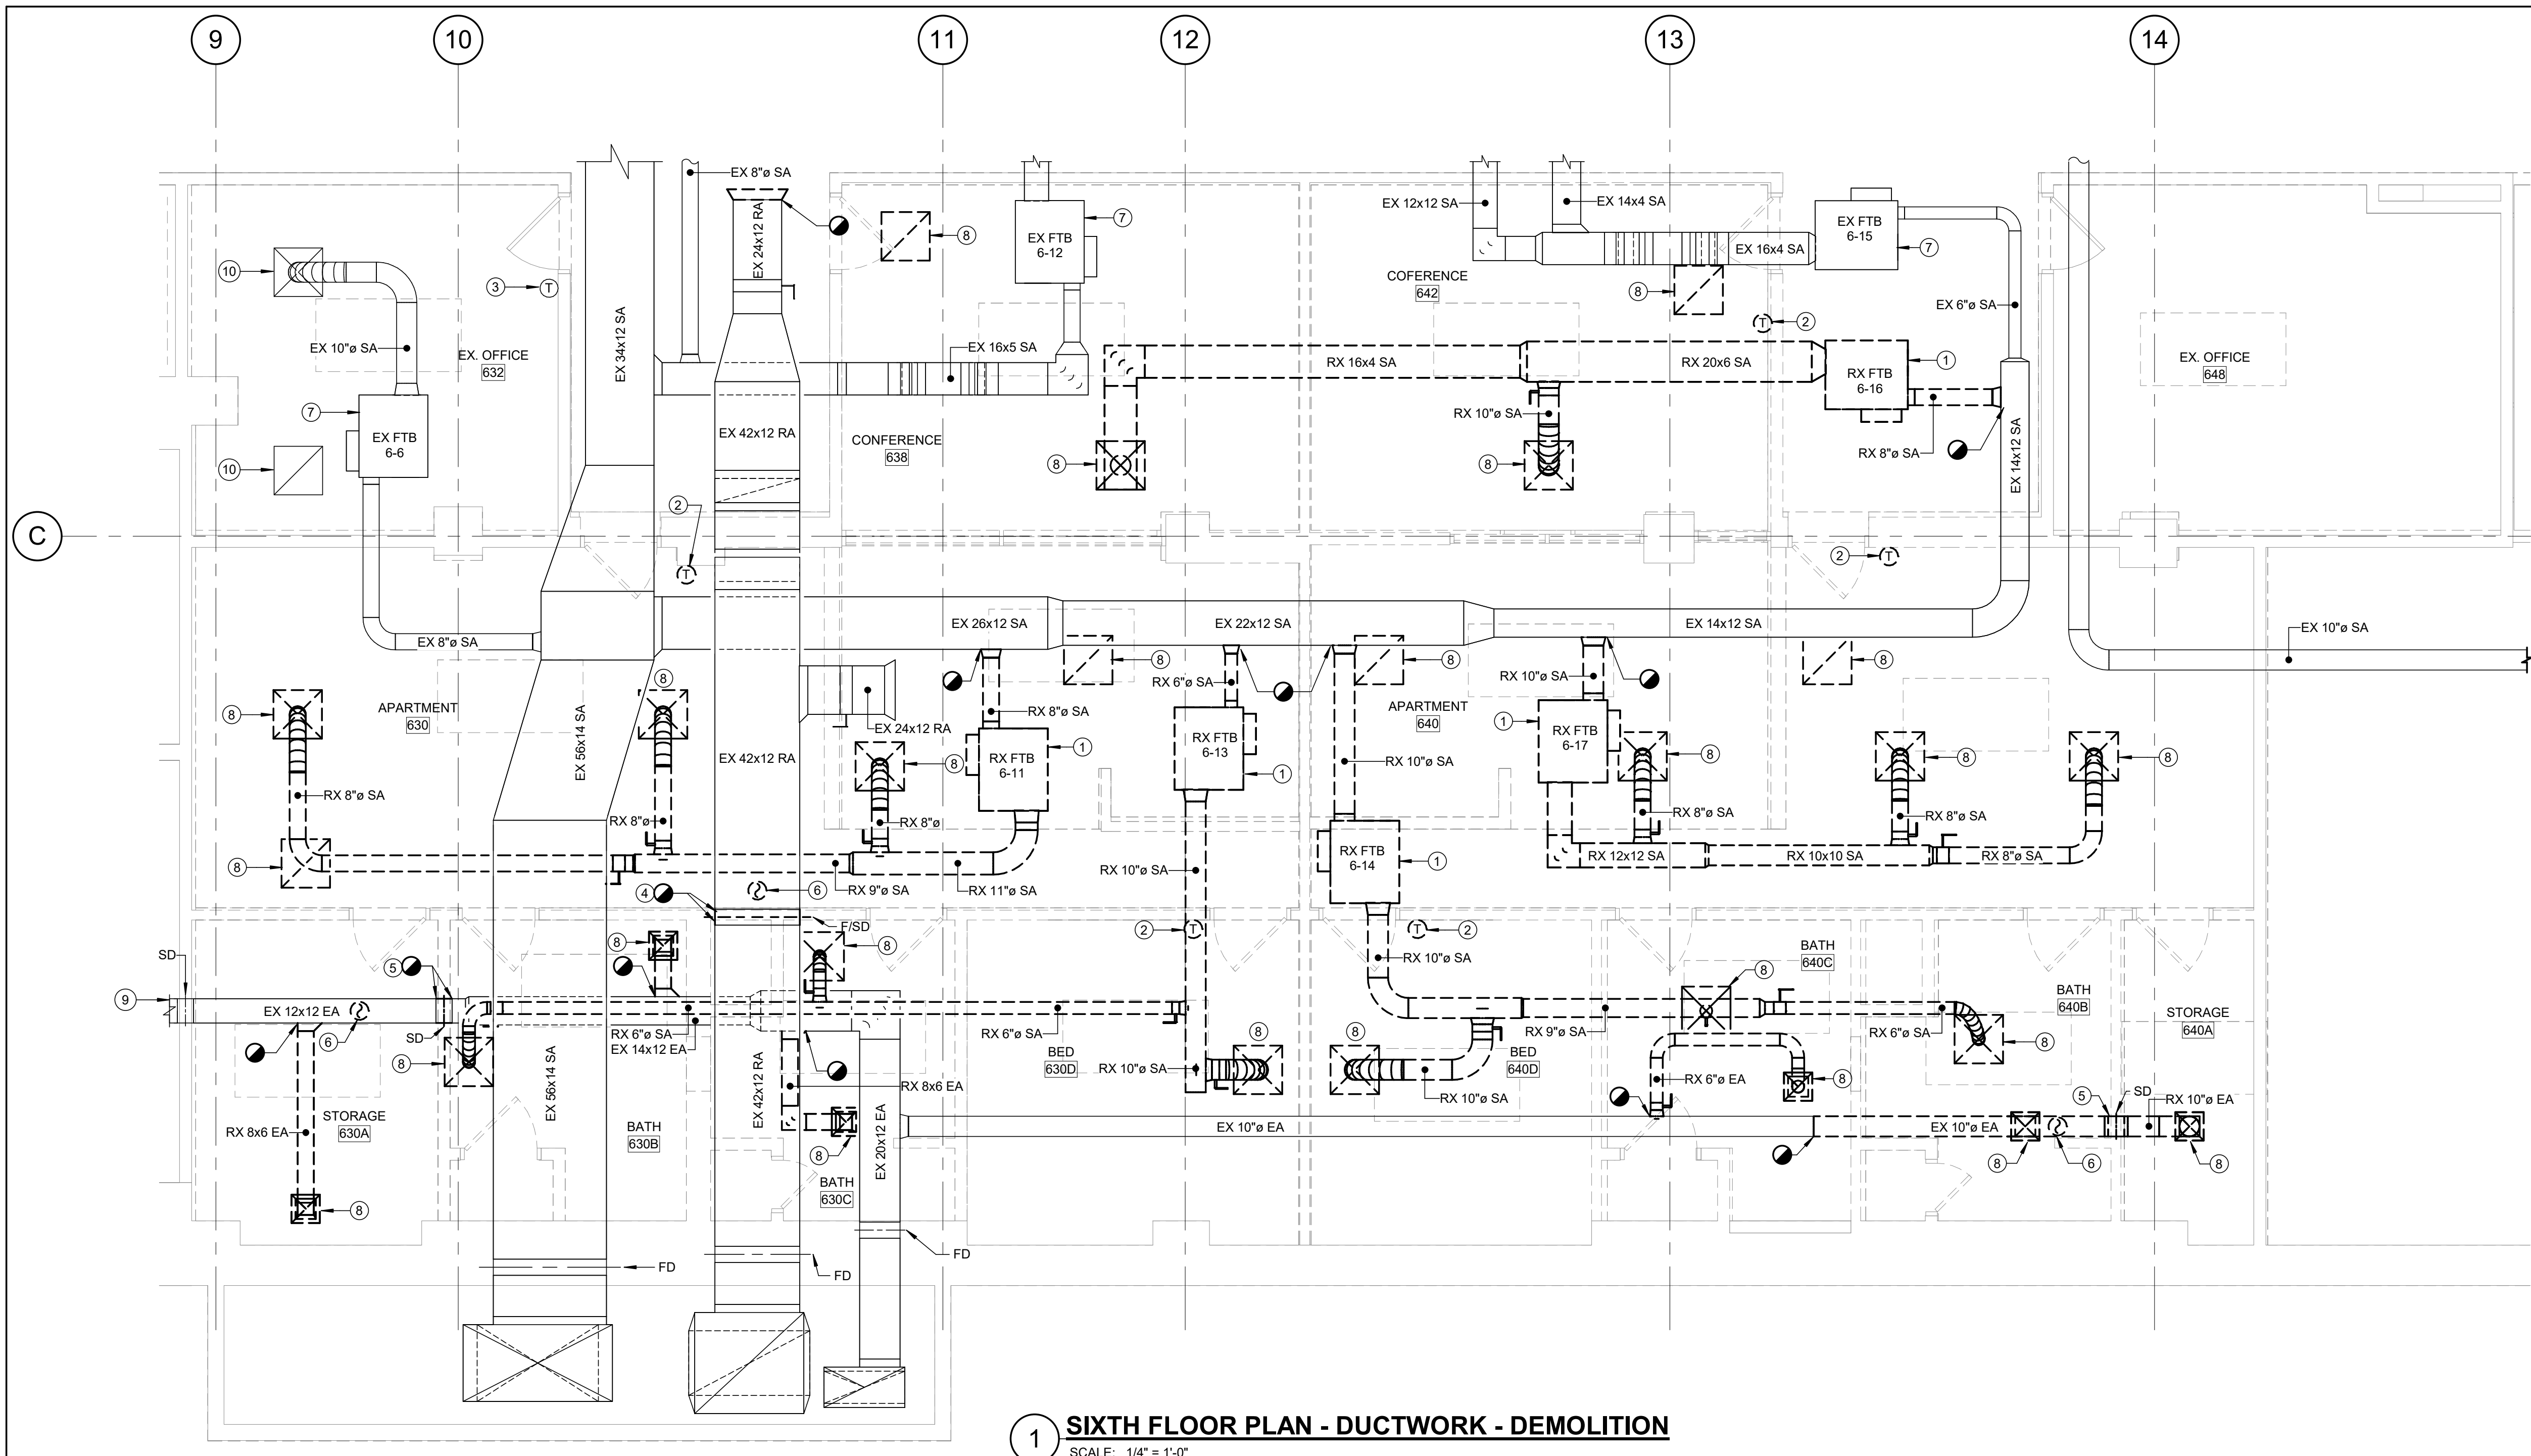 9
10
11
12
13
14
C
EX 8"ø SA
EX 24x12 RA
8
EX FTB
6-12
7
EX 12x12 SA
EX 14x4 SA
EX 16x4 SA
EX FTB
6-15
7
10
3
T
EX 34x12 SA
COFERENCE
642
8
T
2
EX 6"ø SA
EX 10"ø SA
EX. OFFICE
632
EX 16x5 SA
RX 16x4 SA
RX 20x6 SA
RX FTB
6-16
1
EX. OFFICE
648
7
EX FTB
6-6
EX 42x12 RA
CONFERENCE
638
RX 10"ø SA
RX 8"ø SA
EX 14x12 SA
10
8
8
2
T
2
T
EX 8"ø SA
EX 26x12 SA
EX 22x12 SA
EX 14x12 SA
EX 10"ø SA
8
8
8
RX 6"ø SA
RX 10"ø SA
8
8
APARTMENT
630
EX 56x14 SA
EX 42x12 RA
EX 24x12 RA
RX 8"ø SA
APARTMENT
640
1
RX FTB
6-17
RX FTB
6-13
1
RX FTB
6-11
1
8
RX 10"ø SA
8
8
8
RX 8"ø SA
RX 8"ø
RX 8"ø
RX 8"ø SA
RX 8"ø SA
8
RX 9"ø SA
RX 11"ø SA
RX 10"ø SA
RX FTB
6-14
1
RX 12x12 SA
RX 10x10 SA
RX 8"ø SA
4
6
F/SD
2
T
T
2
8
8
SD
5
9
EX 12x12 EA
6
SD
8
RX 6"ø SA
EX 14x12 EA
RX 6"ø SA
RX 10"ø SA
RX 9"ø SA
8
BATH
640C
RX 6"ø SA
BATH
640B
STORAGE
640A
8
EX 56x14 SA
EX 42x12 RA
RX 8x6 EA
BED
630D
RX 10"ø SA
8
8
BED
640D
RX 10"ø SA
RX 6"ø EA
8
5
SD
RX 10"ø EA
STORAGE
630A
RX 8x6 EA
BATH
630B
EX 20x12 EA
EX 10"ø EA
EX 10"ø EA
8
8
6
8
BATH
630C
8
FD
FD
FD
1
SIXTH FLOOR PLAN - DUCTWORK - DEMOLITION
SCALE: 1/4" = 1'-0"